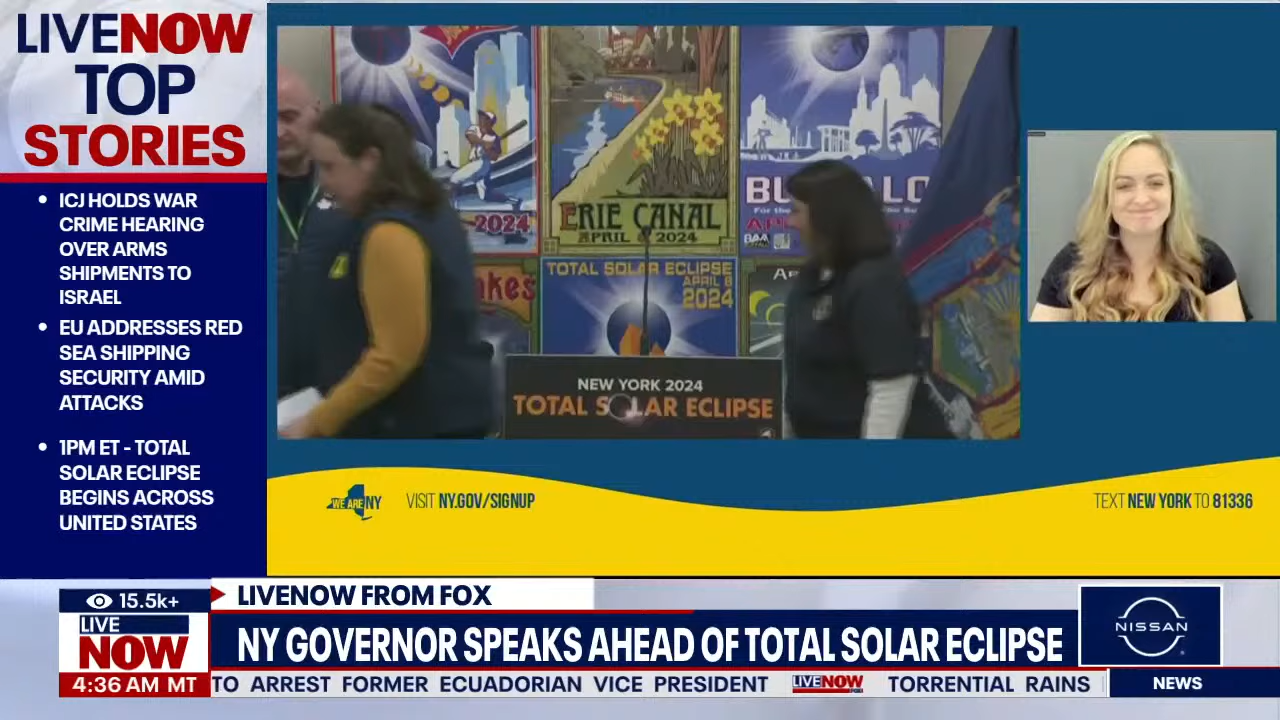 LIVENOW
TOP
STORIES
ICJ HOLDS WAR
CRIME HEARING
OVER ARMS
SHIPMENTS TO
ISRAEL
EU ADDRESSES RED
SEA SHIPPING
SECURITY AMID
ATTACKS
1PM ET - TOTAL
SOLAR ECLIPSE
BEGINS ACROSS
UNITED STATES
2024
ERIE CANAL
APRIL 8 2024
BUFFALO
TOTAL SOLAR ECLIPSE
APRIL 8
2024
NEW YORK 2024
TOTAL SOLAR ECLIPSE
WE ARE NY
VISIT NY.GOV/SIGNUP
TEXT NEW YORK TO 81336
15.5k+
LIVE
NOW
4:36 AM MT
LIVENOW FROM FOX
NY GOVERNOR SPEAKS AHEAD OF TOTAL SOLAR ECLIPSE
TO ARREST FORMER ECUADORIAN VICE PRESIDENT LIVENOW TORRENTIAL RAINS
NISSAN
NEWS